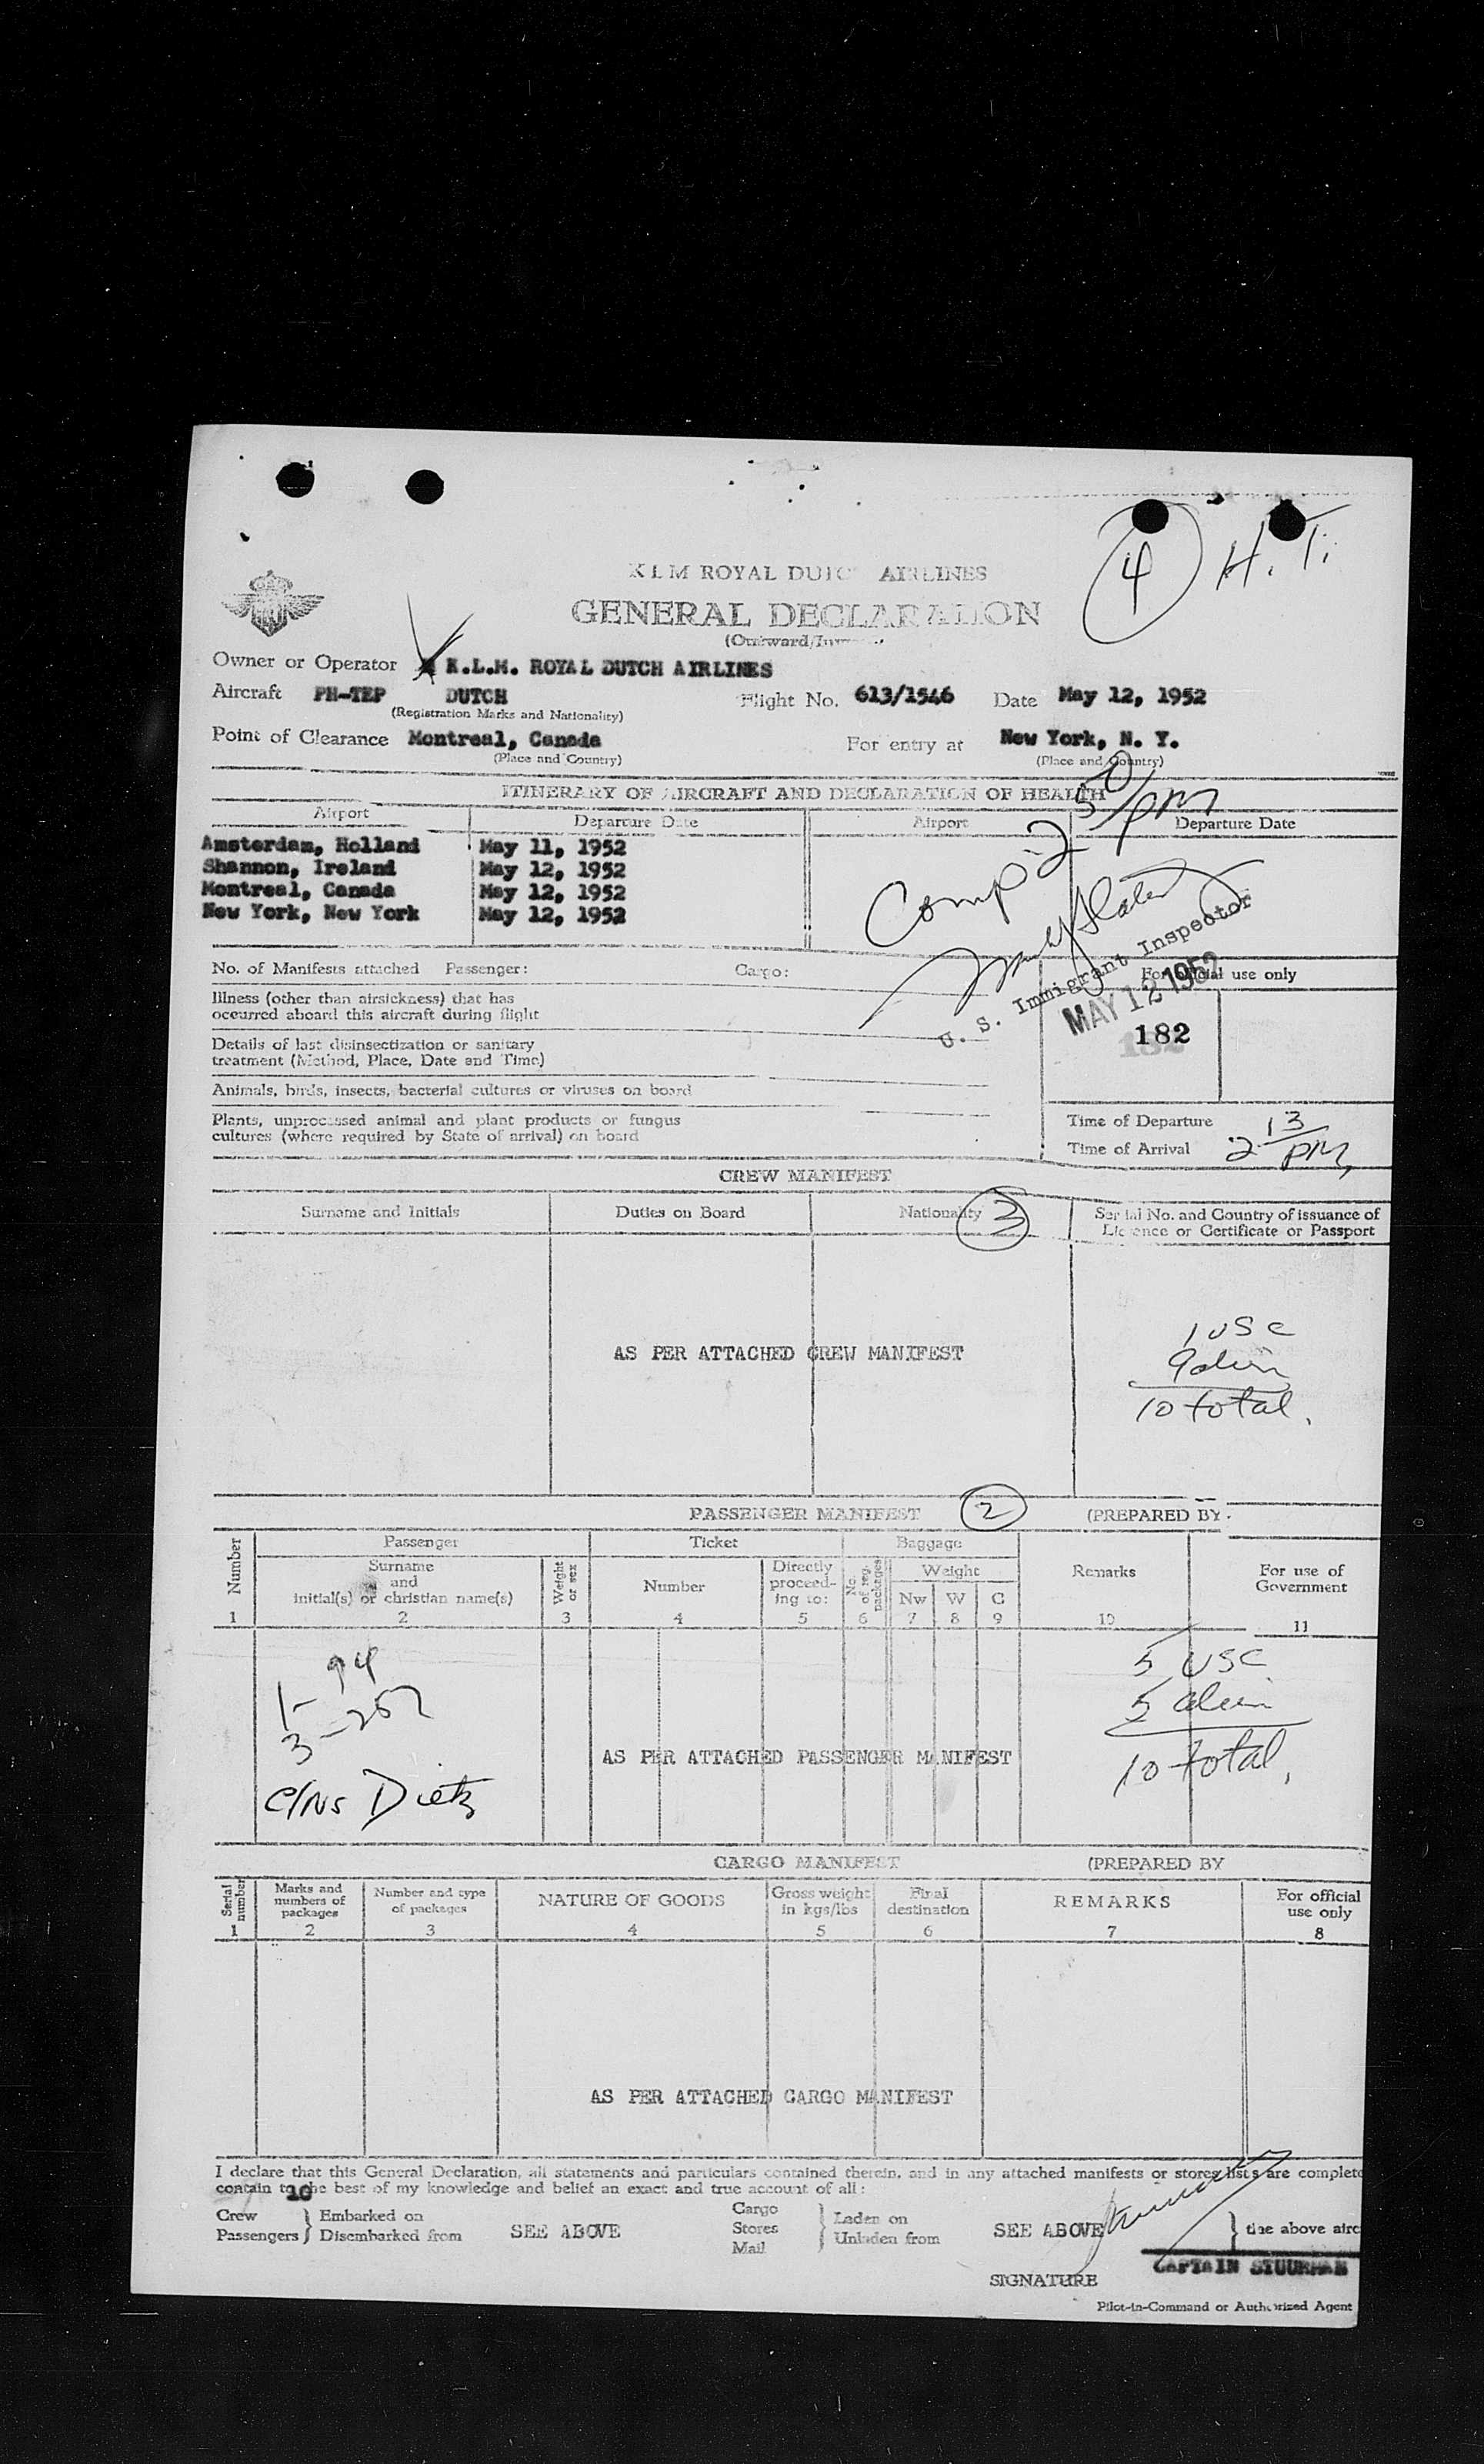 4 H. T.
KLM ROYAL DUTC AIRLINES
GENERAL DECLARATION
(Outward/Inward)
Owner or Operator K.L.M. ROYAL DUTCH AIRLINES
Aircraft PH-TEP DUTCH Flight No. 613/1546 Date May 12, 1952
(Registration Marks and Nationality)
Point of Clearance Montreal, Canada For entry at New York, N. Y.
(Place and Country) (Place and Country)
ITINERARY OF AIRCRAFT AND DECLARATION OF HEALTH
Airport Departure Date Airport Departure Date
Amsterdam, Holland May 11, 1952
Shannon, Ireland May 12, 1952
Montreal, Canada May 12, 1952
New York, New York May 12, 1952
Comp 2 50/PM
U. S. Immigrant Inspector
MAY 12 1952
No. of Manifests attached Passenger: Cargo: For official use only
Illness (other than airsickness) that has
occurred aboard this aircraft during flight
182
Details of last disinsectization or sanitary
treatment (Method, Place, Date and Time)
Animals, birds, insects, bacterial cultures or viruses on board
Plants, unprocessed animal and plant products or fungus
cultures (where required by State of arrival) on board
Time of Departure
Time of Arrival 2 13/PM
CREW MANIFEST
Surname and Initials Duties on Board Nationality 3 Serial No. and Country of issuance of
Licence or Certificate or Passport
AS PER ATTACHED CREW MANIFEST
1 USC
9 alien
10 total.
PASSENGER MANIFEST 2 (PREPARED BY
Number Passenger Ticket Baggage Remarks For use of
Government
Surname
and
initial(s) or christian name(s)
Weight
or sex
Number
Directly
proceed-
ing to:
No.
of reg.
packages
Weight
Nw W C
1 2 3 4 5 6 7 8 9 10 11
94
1-
3-257
C/Ns Dietz
AS PER ATTACHED PASSENGER MANIFEST
5 USC
5 alien
10 total.
CARGO MANIFEST (PREPARED BY
Serial
number
Marks and
numbers of
packages
Number and type
of packages
NATURE OF GOODS
Gross weight
in kgs/lbs
Final
destination
REMARKS
For official
use only
1 2 3 4 5 6 7 8
AS PER ATTACHED CARGO MANIFEST
I declare that this General Declaration, all statements and particulars contained therein, and in any attached manifests or stores lists are complete
contain to the best of my knowledge and belief an exact and true account of all:
10
Crew
Passengers } Embarked on
Disembarked from SEE ABOVE
Cargo
Stores
Mail } Laden on
Unladen from SEE ABOVE } the above airc
CAPTAIN STUURMAN
SIGNATURE
Pilot-in-Command or Authorized Agent